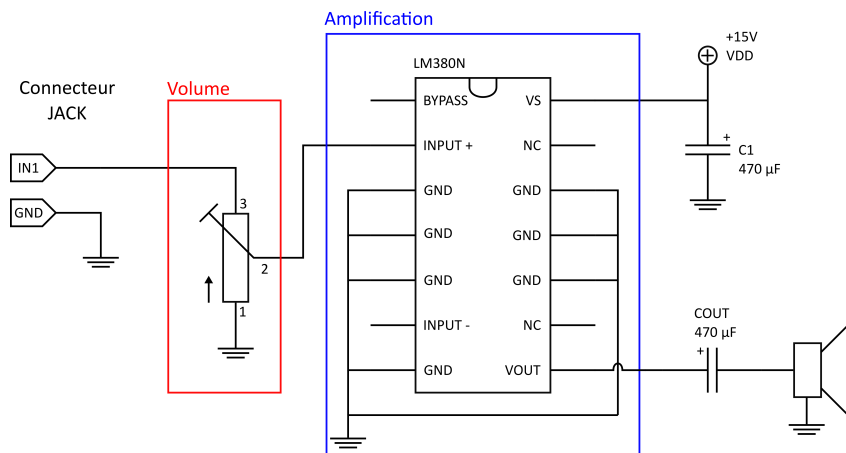 Amplification
Connecteur
JACK
Volume
LM380N
+15V
VDD
IN1
GND
3
2
1
BYPASS
INPUT +
GND
GND
GND
INPUT -
GND
VS
NC
GND
GND
GND
NC
VOUT
+
C1
470 µF
COUT
470 µF
+